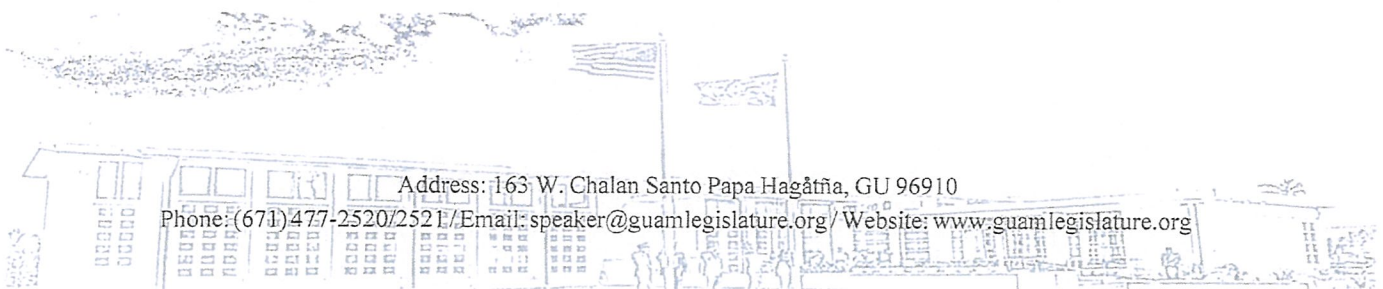 Address: 163 W. Chalan Santo Papa Hagåtña, GU 96910
Phone: (671)477-2520/2521 / Email: speaker@guamlegislature.org / Website: www.guamlegislature.org